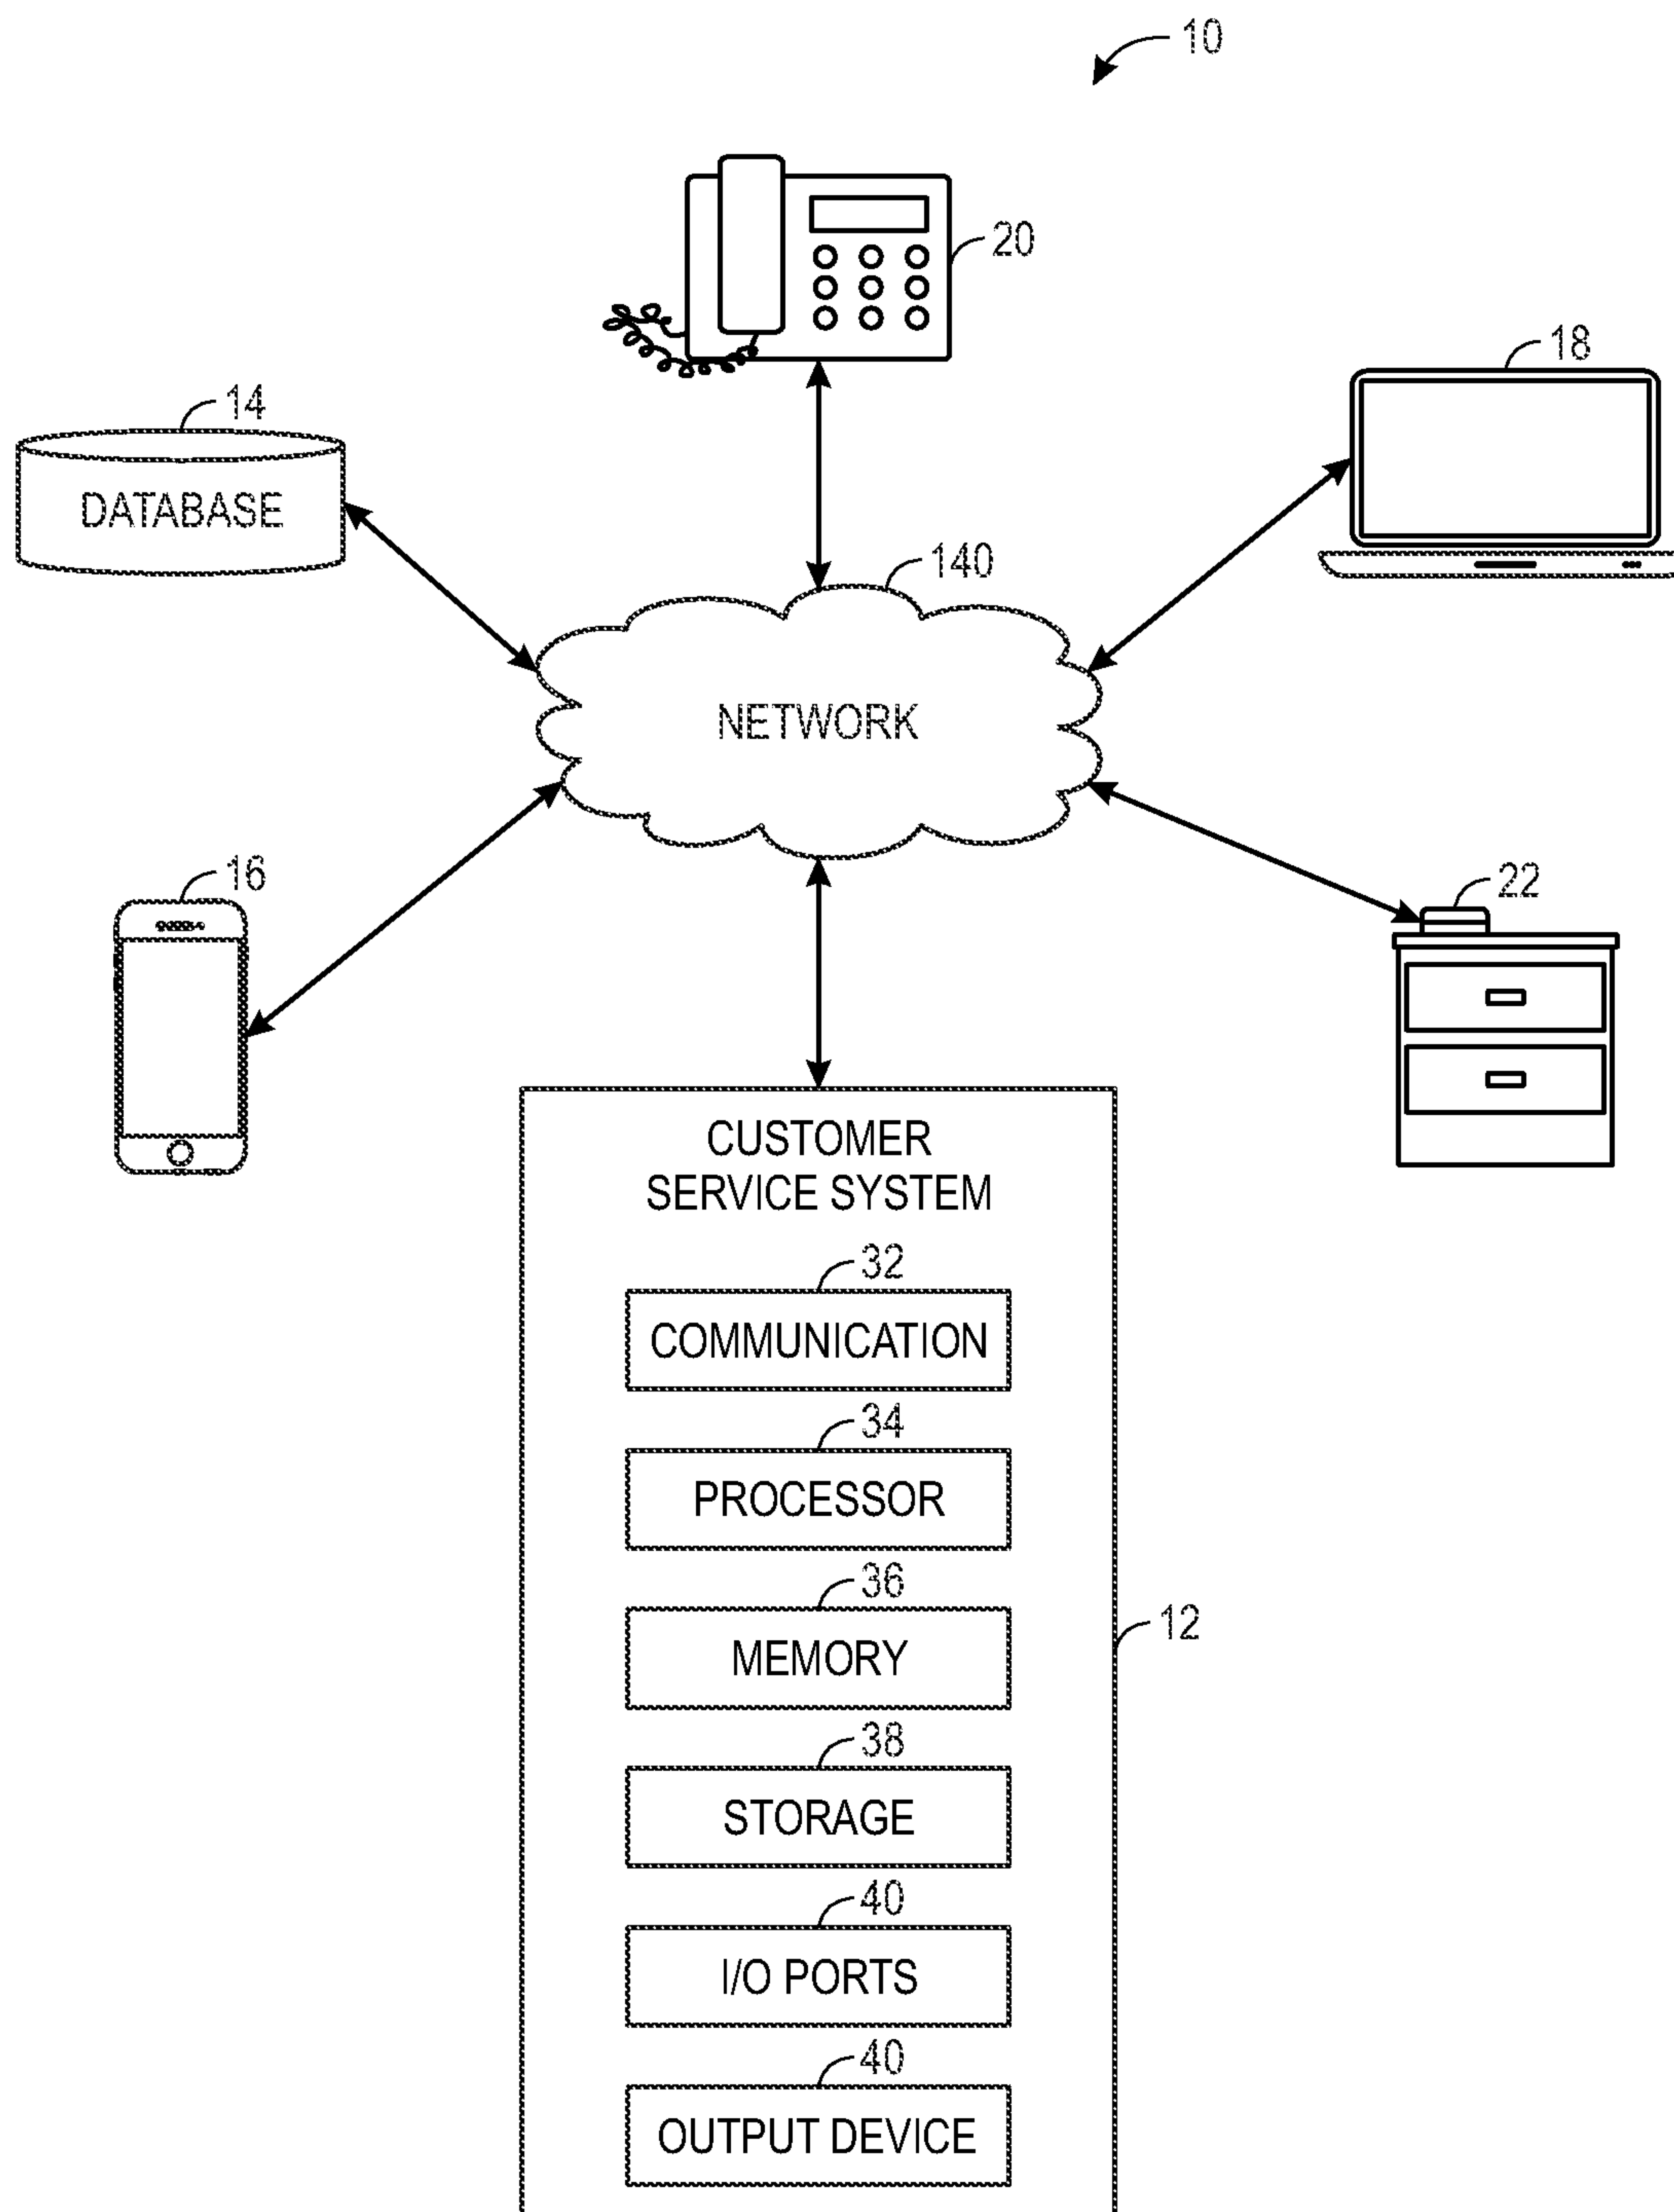 10
20
18
14
DATABASE
140
NETWORK
16
22
CUSTOMER
SERVICE SYSTEM
32
COMMUNICATION
34
PROCESSOR
36
MEMORY
12
38
STORAGE
40
I/O PORTS
40
OUTPUT DEVICE